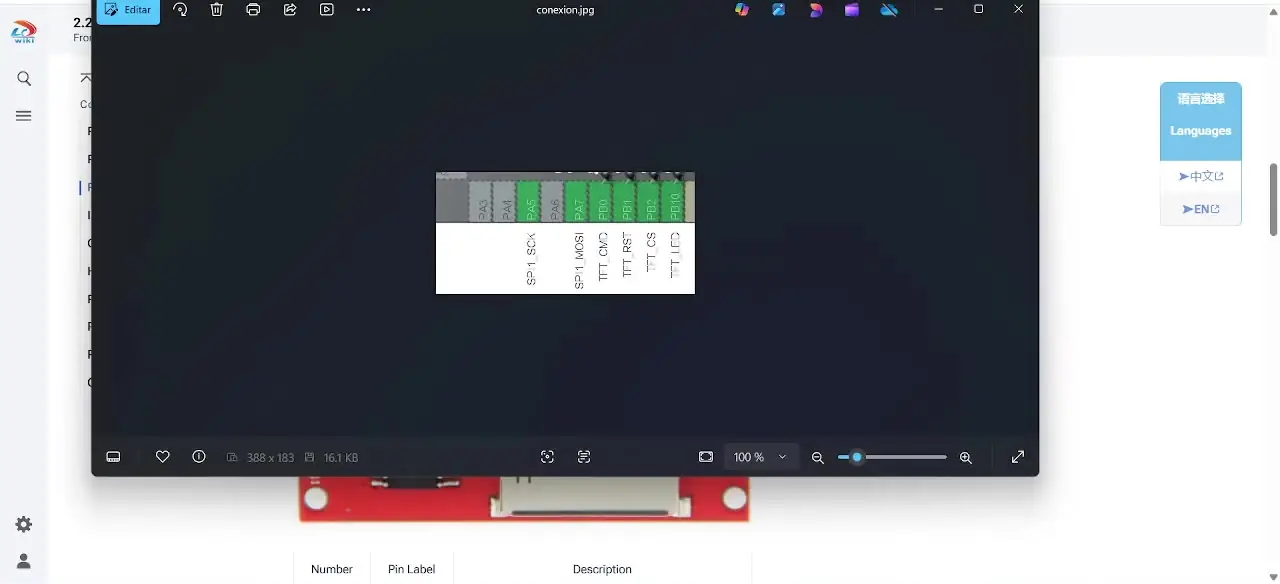 Editar
conexion.jpg
2.2
Fro
WIKI
PA3
PA4
PA5
PA6
PA7
PB0
PB1
PB2
PB10
SPI1_SCK
SPI1_MOSI
TFT_CMD
TFT_RST
TFT_CS
TFT_LED
语言选择
Languages
➤中文
➤EN
388 x 183
16.1 KB
100 %
Number Pin Label Description